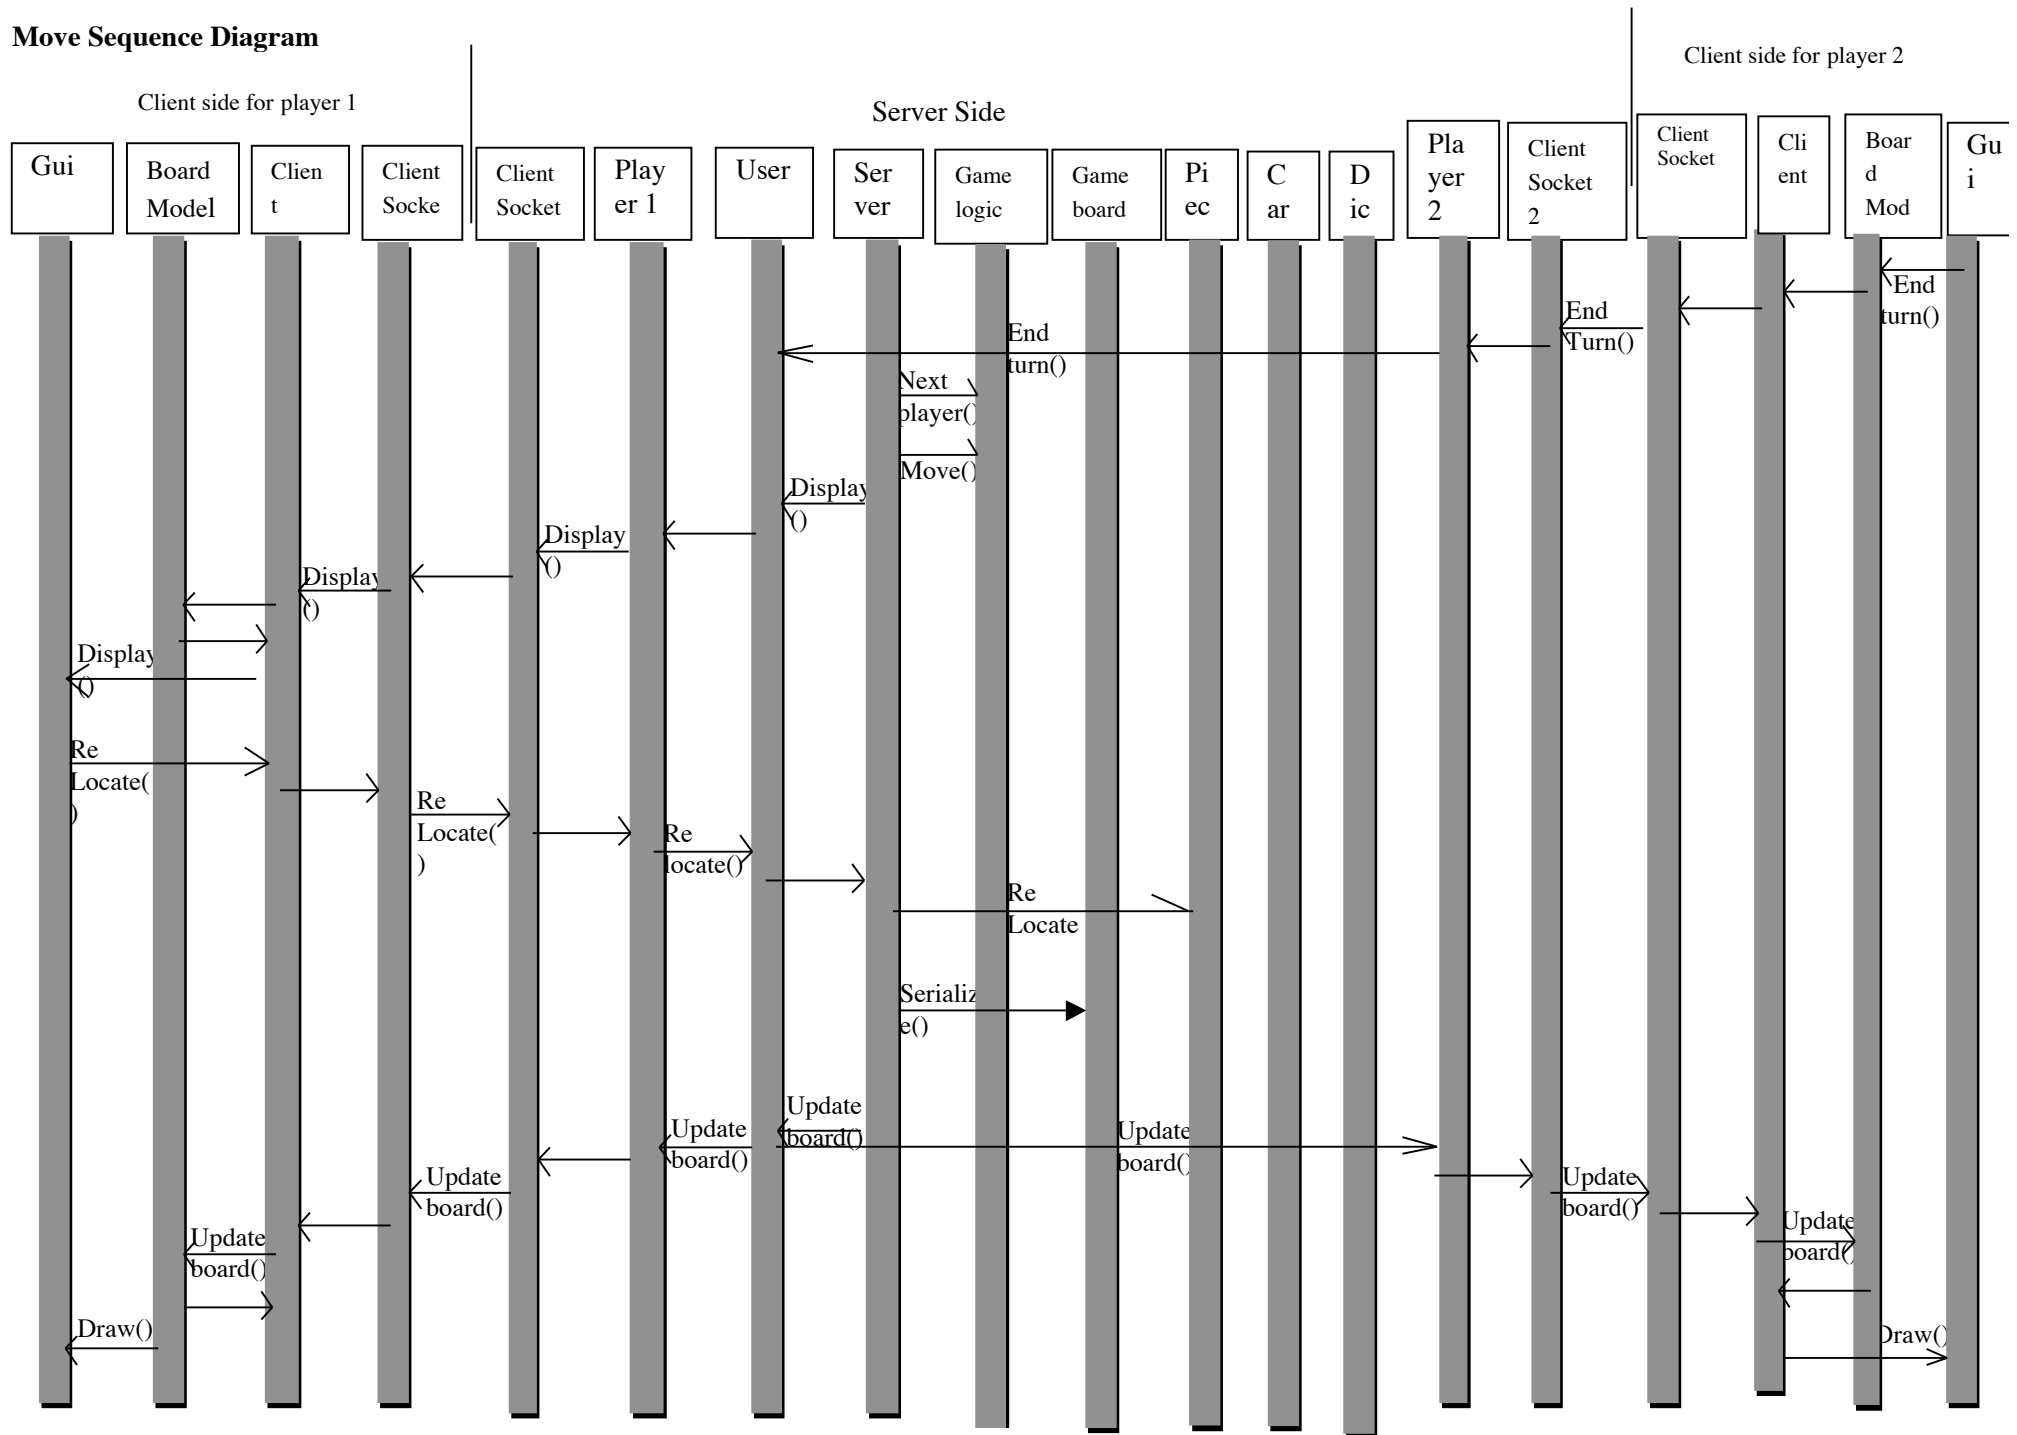 Move Sequence Diagram
Client side for player 1
Server Side
Client side for player 2
Gui
Board
Model
Clien
t
Client
Socke
Client
Socket
Play
er 1
User
Ser
ver
Game
logic
Game
board
Pi
ec
C
ar
D
ic
Pla
yer
2
Client
Socket
2
Client
Socket
Cli
ent
Boar
d
Mod
Gu
i
End
turn()
End
Turn()
End
turn()
Next
player()
Move()
Display
()
Display
()
Display
()
Display
()
Re
Locate(
)
Re
Locate(
)
Re
locate()
Re
Locate
Serializ
e()
Update
board()
Update
board()
Update
board()
Update
board()
Update
board()
Update
board()
Update
board(
Draw()
Draw()